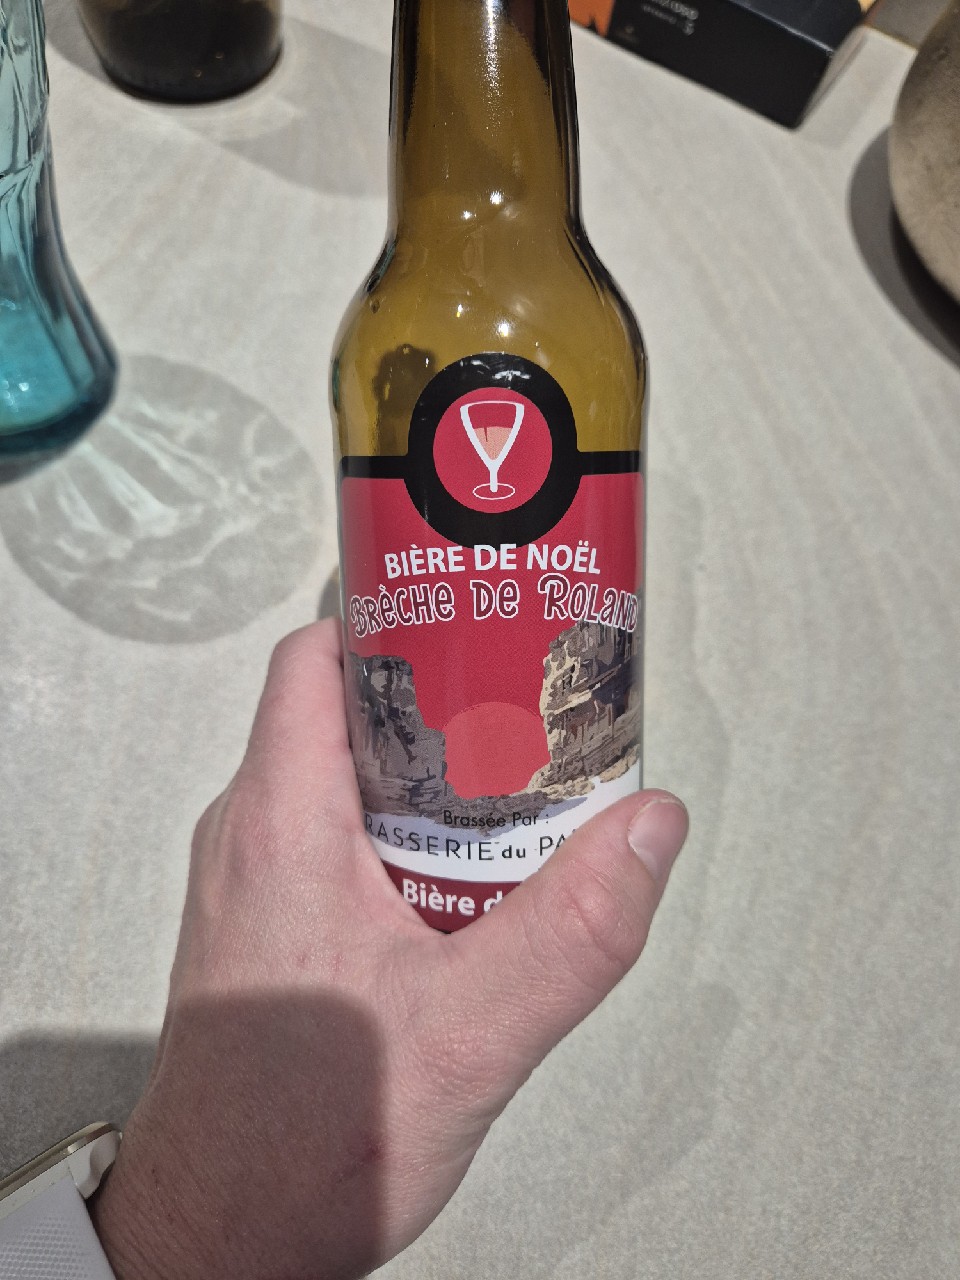 BIÈRE DE NOËL
BRÈCHE DE ROLAND
Brassée Par :
RASSERIE du PA
Bière d